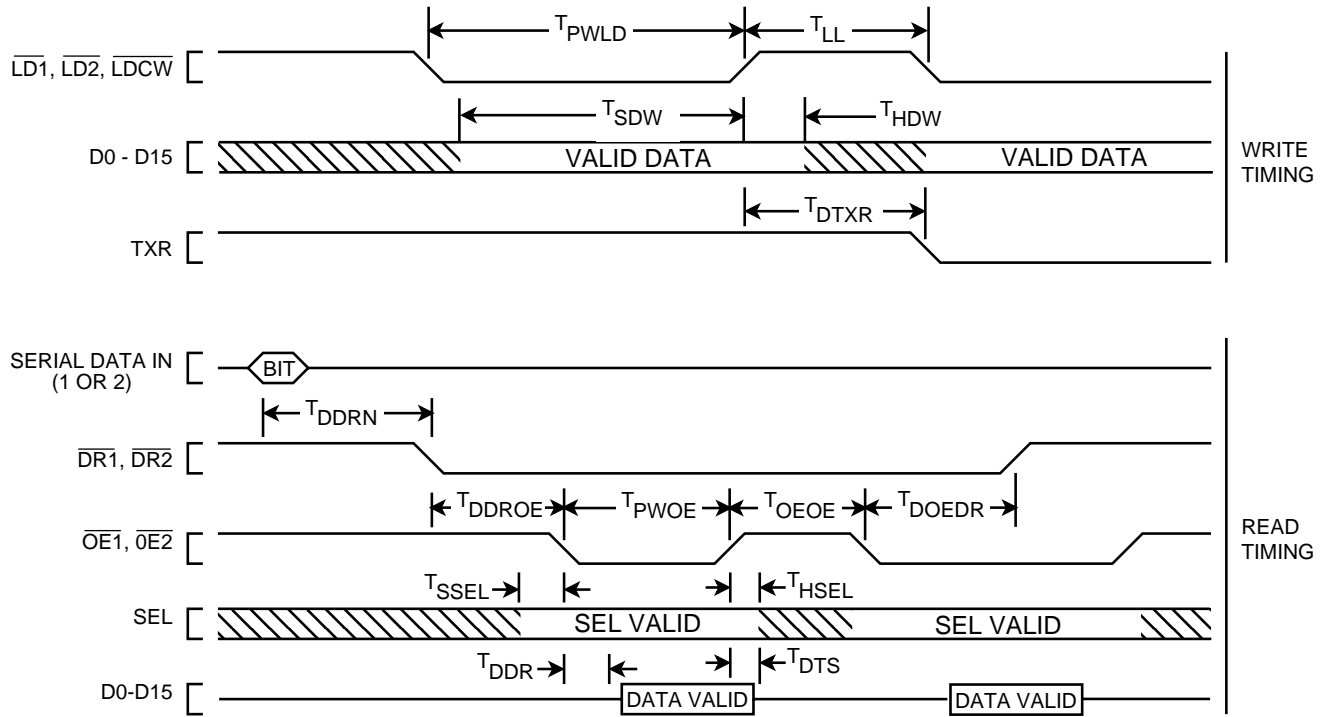 TPWLD TLL
LD1, LD2, LDCW
TSDW THDW
D0 - D15 VALID DATA VALID DATA
WRITE
TIMING
TDTXR
TXR
SERIAL DATA IN
(1 OR 2)
BIT
TDDRN
DR1, DR2
TDDROE TPWOE TOEOE TDOEDR
OE1, 0E2
READ
TIMING
TSSEL THSEL
SEL SEL VALID SEL VALID
TDDR TDTS
D0-D15 DATA VALID DATA VALID